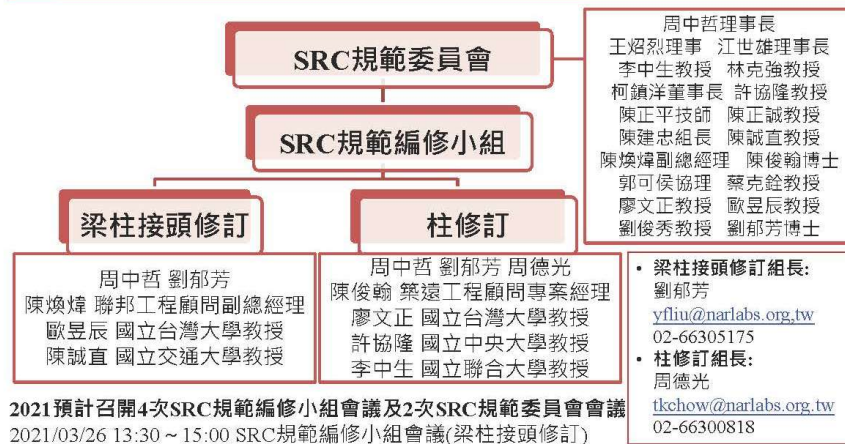 SRC規範委員會
周中哲理事長
王炤烈理事 江世雄理事長
李中生教授 林克強教授
柯鎮洋董事長 許協隆教授
陳正平技師 陳正誠教授
陳建忠組長 陳誠直教授
陳煥煒副總經理 陳俊翰博士
郭可侯協理 蔡克銓教授
廖文正教授 歐昱辰教授
劉俊秀教授 劉郁芳博士
SRC規範編修小組
梁柱接頭修訂
周中哲 劉郁芳
陳煥煒 聯邦工程顧問副總經理
歐昱辰 國立台灣大學教授
陳誠直 國立交通大學教授
柱修訂
周中哲 劉郁芳 周德光
陳俊翰 築遠工程顧問專案經理
廖文正 國立台灣大學教授
許協隆 國立中央大學教授
李中生 國立聯合大學教授
• 梁柱接頭修訂組長:
劉郁芳
yfliu@narlabs.org,tw
02-66305175
• 柱修訂組長:
周德光
tkchow@narlabs.org.tw
02-66300818
2021預計召開4次SRC規範編修小組會議及2次SRC規範委員會會議
2021/03/26 13:30 ~ 15:00 SRC規範編修小組會議(梁柱接頭修訂)